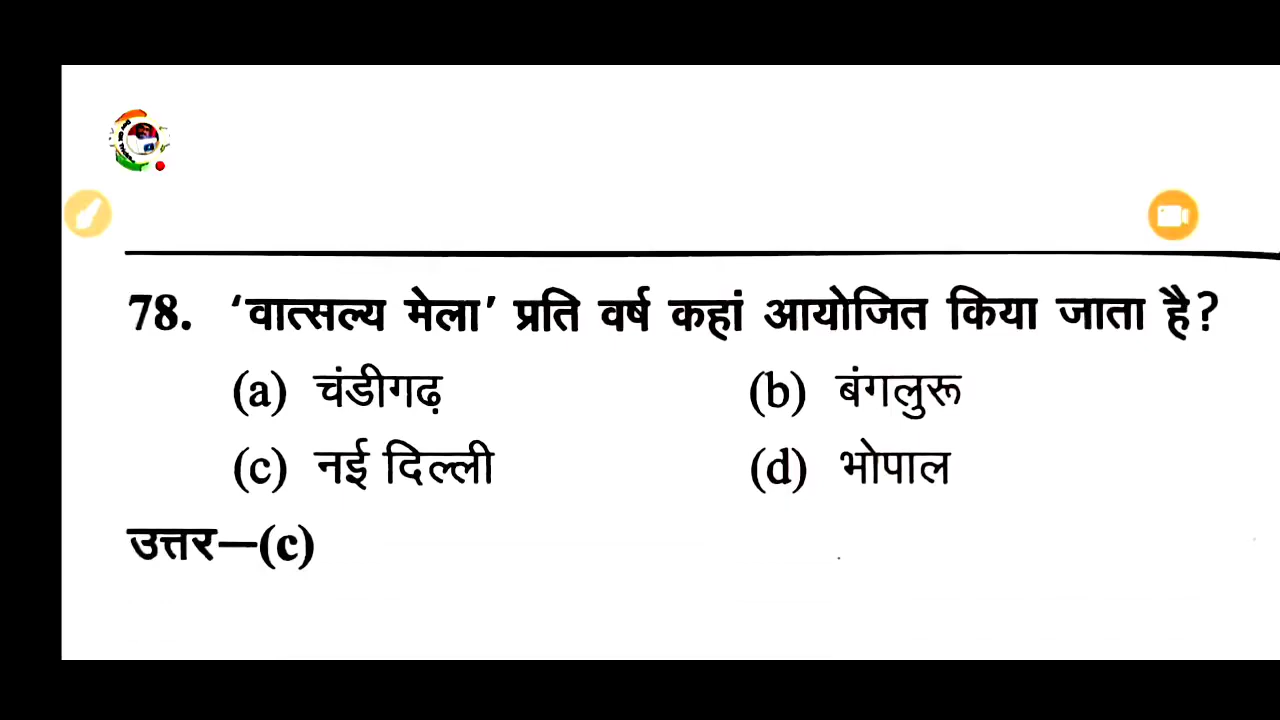 78. ‘वात्सल्य मेला’ प्रति वर्ष कहां आयोजित किया जाता है?
(a) चंडीगढ़ (b) बंगलुरू
(c) नई दिल्ली (d) भोपाल
उत्तर—(c)